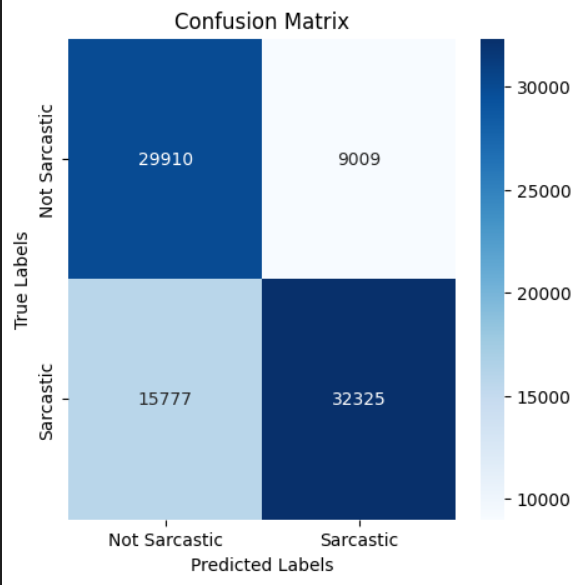 Confusion Matrix
True Labels
Not Sarcastic
29910
9009
Sarcastic
15777
32325
Not Sarcastic
Sarcastic
Predicted Labels
30000
25000
20000
15000
10000